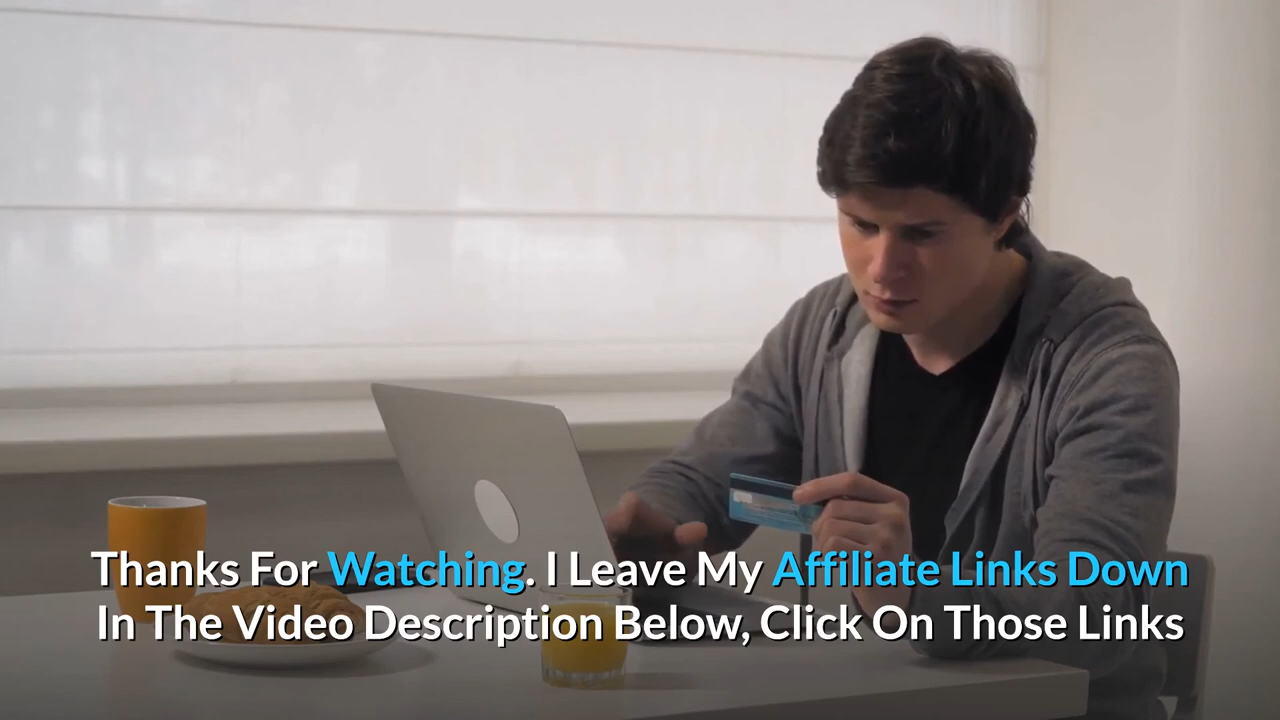 Thanks For Watching. I Leave My Affiliate Links Down
In The Video Description Below, Click On Those Links